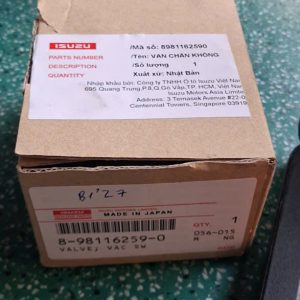 ISUZU
/Mã số: 8981162590
PARTS NUMBER
/Tên: VAN CHÂN KHÔNG
DESCRIPTION
/Số lượng 1
QUANTITY
Xuất xứ: Nhật Bản
Nhập khẩu bởi: Công ty TNHH Ô tô Isuzu Việt Nam
695 Quang Trung,P.8,Q.Gò Vấp,TP. HCM, Việt Nam
Isuzu Motors Asia Limited
Address: 3 Temasek Avenue #22-0
Centennial Towers, Singapore 03919
ISUZU
MADE IN JAPAN
8-98116259-0
QTY. 1
VALVE; VAC SW